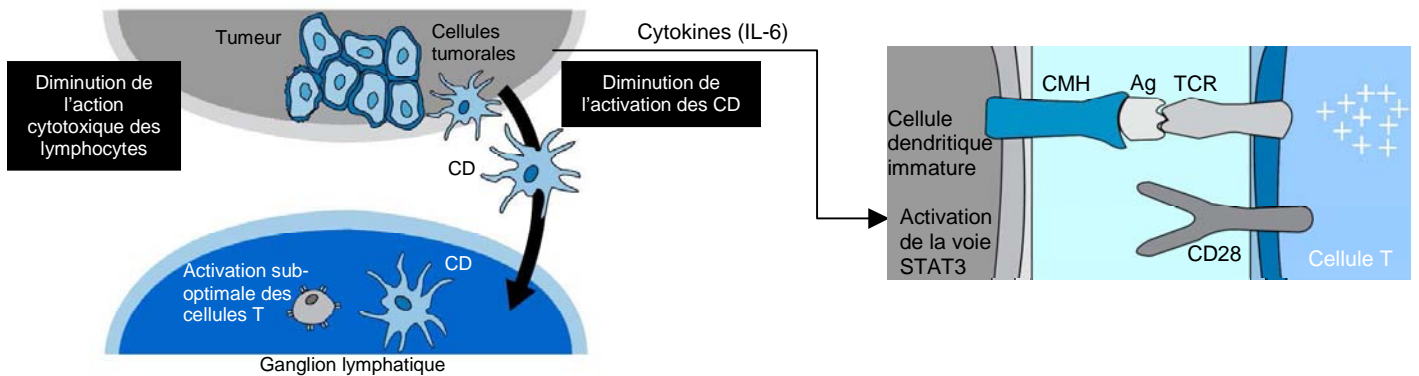 Tumeur
Cellules
tumorales
Cytokines (IL-6)
Diminution de
l’action
cytotoxique des
lymphocytes
Diminution de
l’activation des CD
CD
Activation sub-
optimale des
cellules T
CD
Ganglion lymphatique
CMH
Ag
TCR
Cellule
dendritique
immature
Activation
de la voie
STAT3
CD28
Cellule T